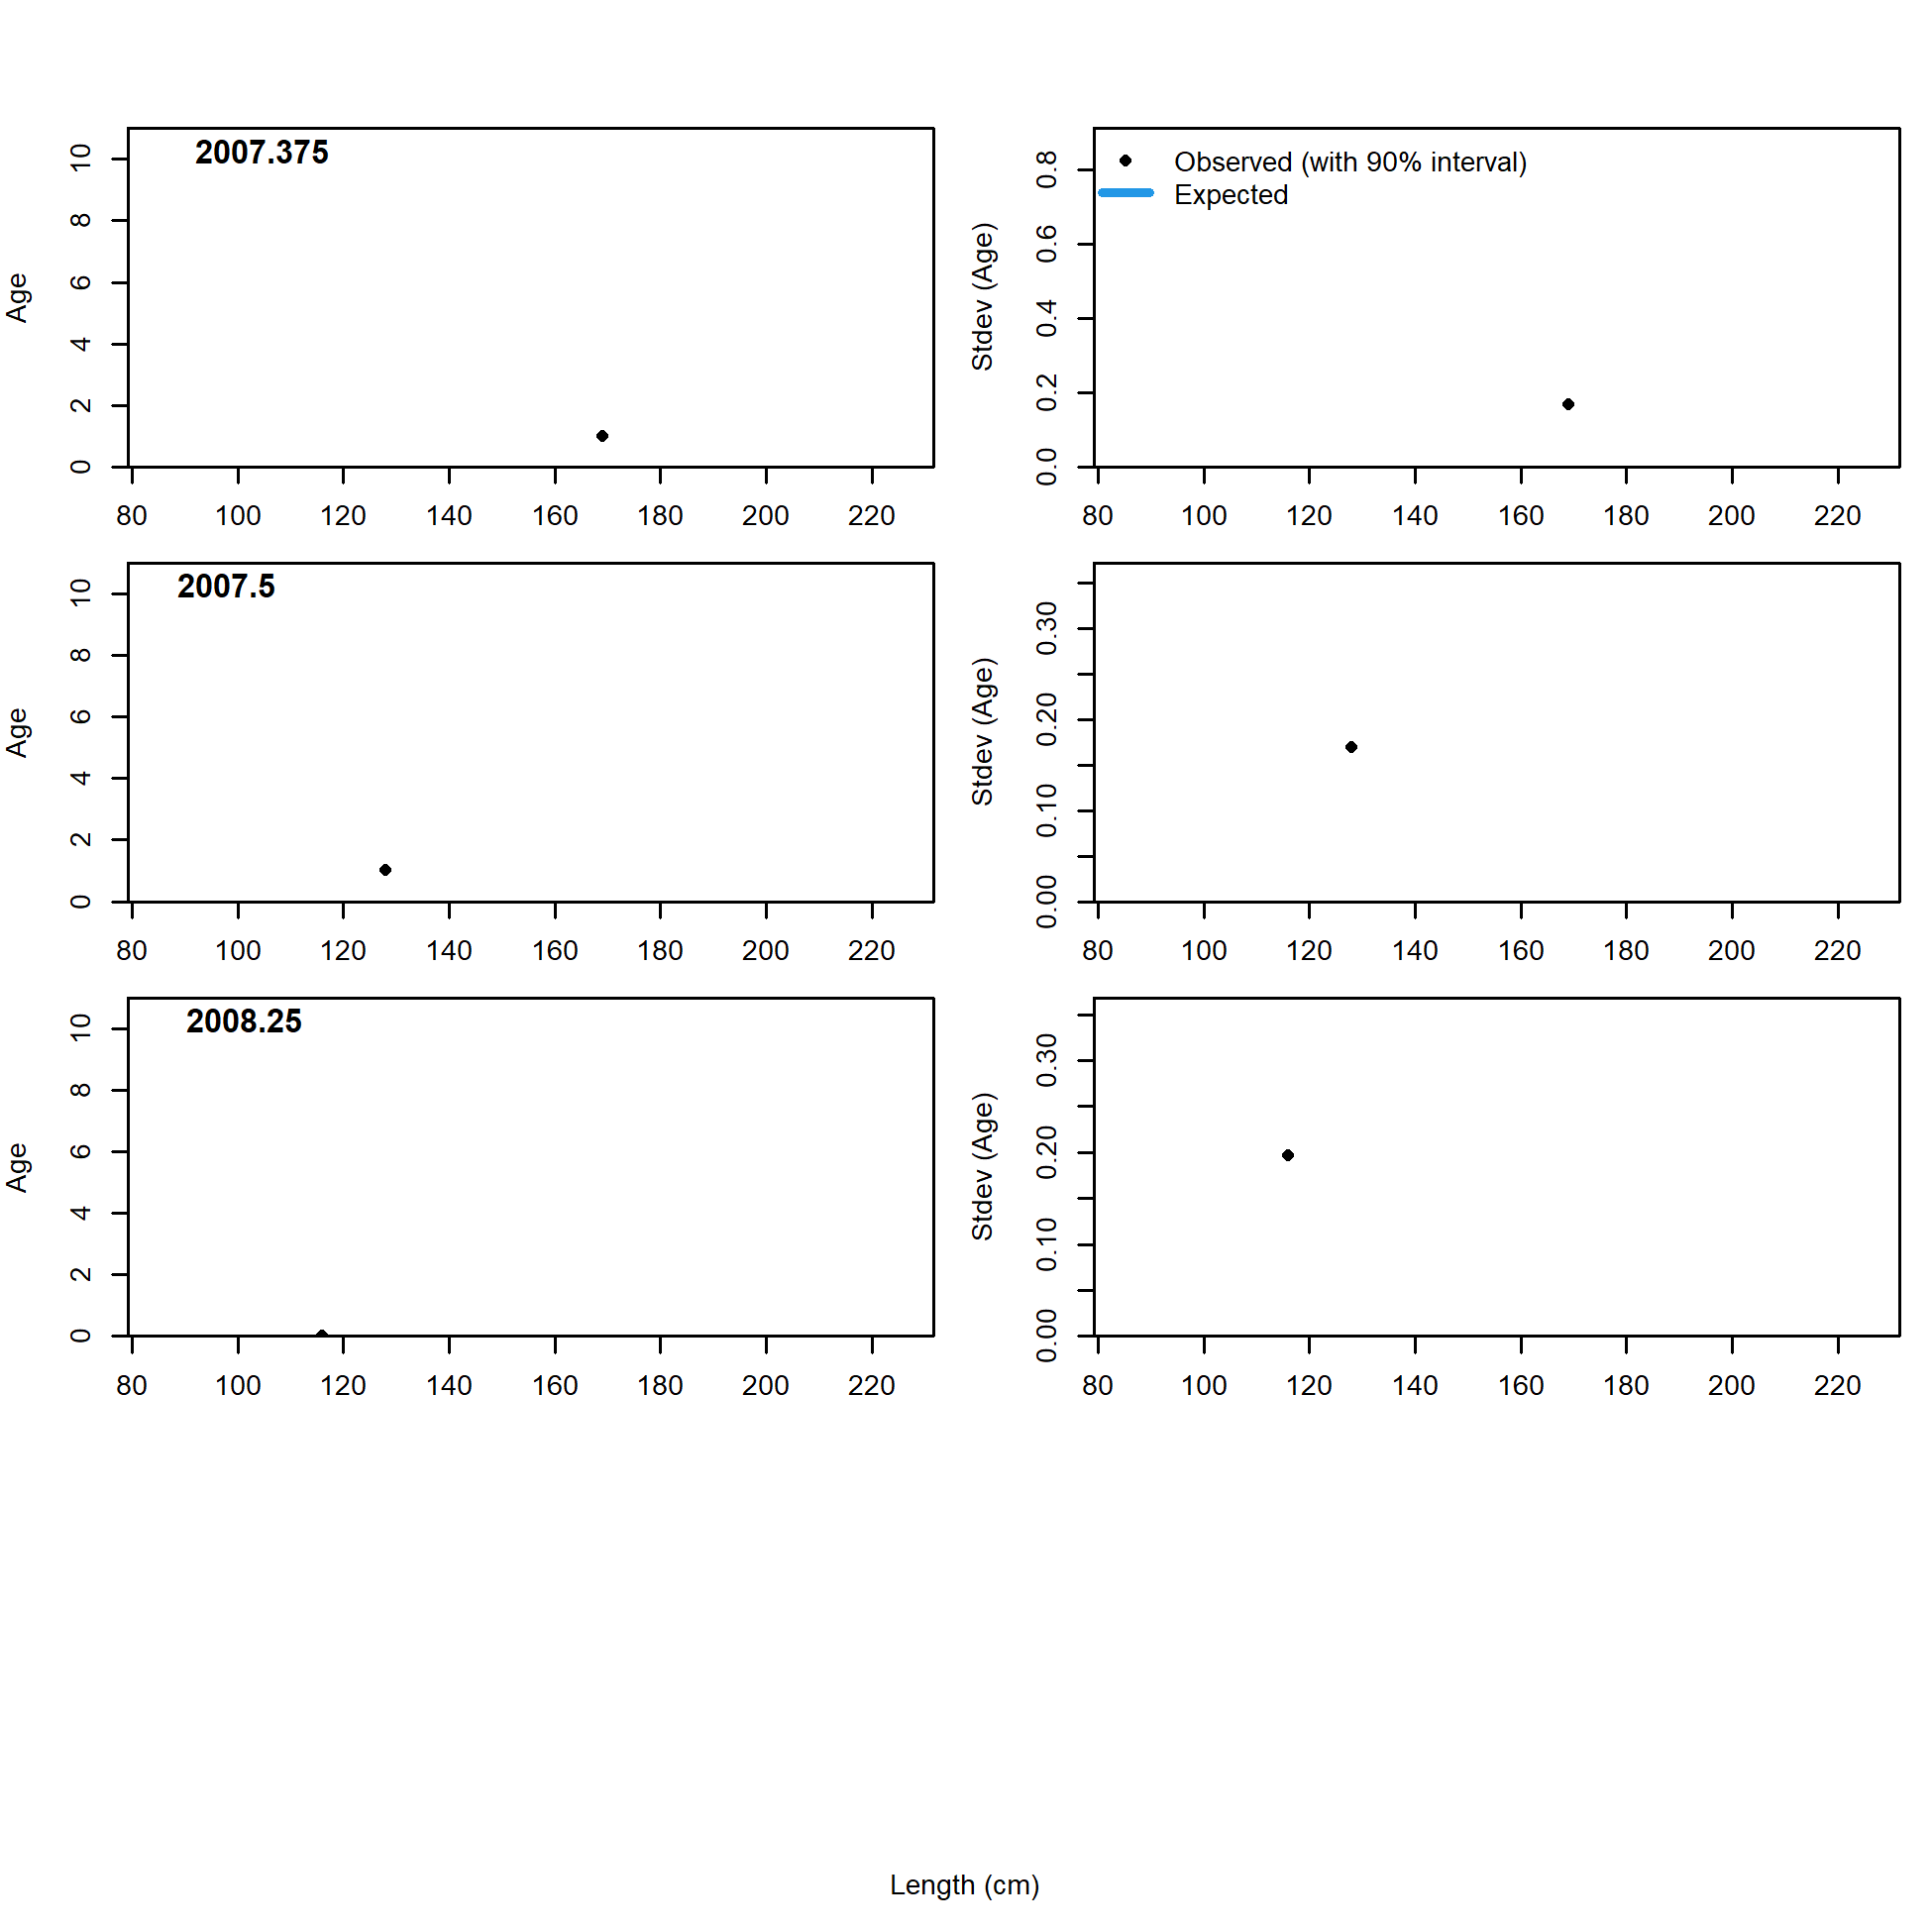 2007.375
Age
0 2 4 6 8 10
80 100 120 140 160 180 200 220
Observed (with 90% interval)
Expected
Stdev (Age)
0.0 0.2 0.4 0.6 0.8
80 100 120 140 160 180 200 220
2007.5
Age
0 2 4 6 8 10
80 100 120 140 160 180 200 220
Stdev (Age)
0.00 0.10 0.20 0.30
80 100 120 140 160 180 200 220
2008.25
Age
0 2 4 6 8 10
80 100 120 140 160 180 200 220
Stdev (Age)
0.00 0.10 0.20 0.30
80 100 120 140 160 180 200 220
Length (cm)